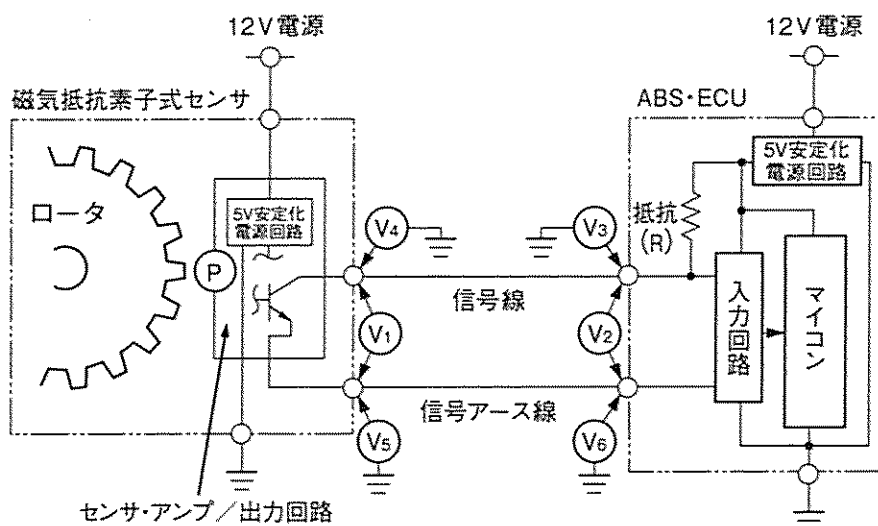 12V電源
12V電源
磁気抵抗素子式センサ
ABS・ECU
5V安定化
電源回路
ロータ
5V安定化
電源回路
抵抗
(R)
V4
V3
P
信号線
入力回路
マイコン
V1
V2
信号アース線
V5
V6
センサ・アンプ/出力回路